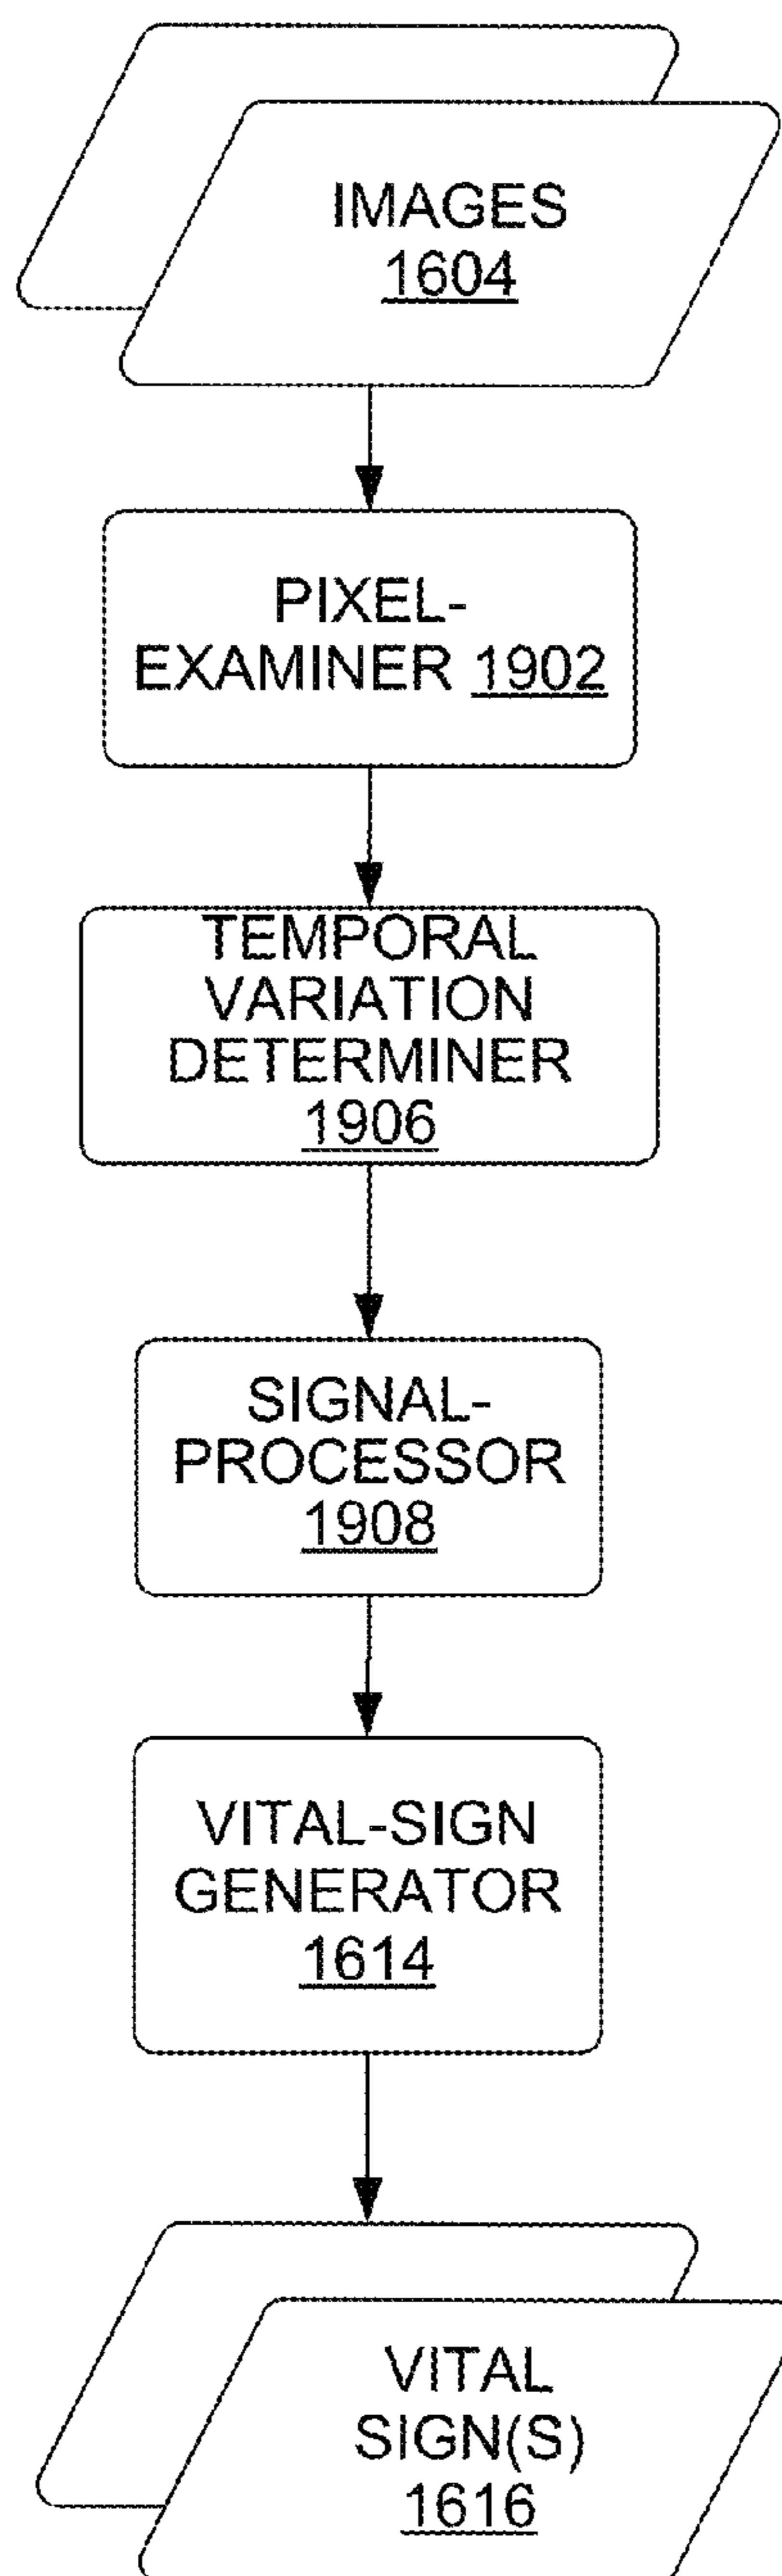 IMAGES
1604
PIXEL-
EXAMINER 1902
TEMPORAL
VARIATION
DETERMINER
1906
SIGNAL-
PROCESSOR
1908
VITAL-SIGN
GENERATOR
1614
VITAL
SIGN(S)
1616